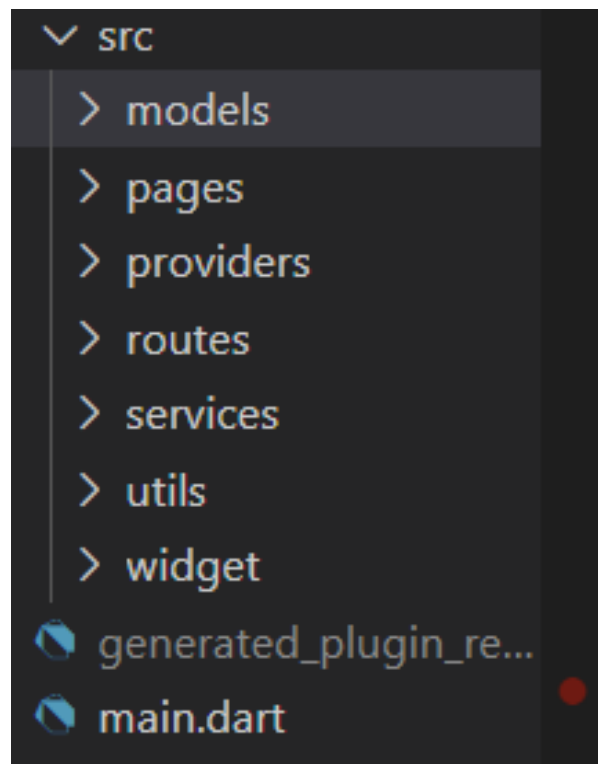 src
models
pages
providers
routes
services
utils
widget
generated_plugin_re...
main.dart